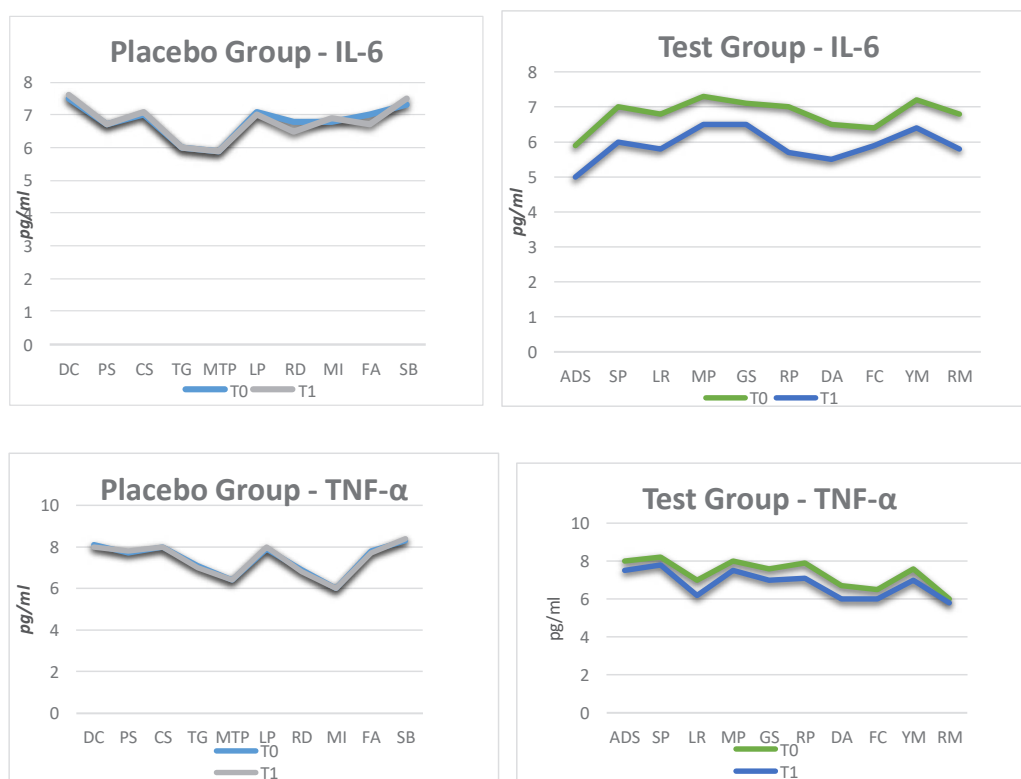 Placebo Group - IL-6
8
7
6
5
4
3
2
1
0
pg/ml
DC PS CS TG MTP LP RD MI FA SB
T0 T1
Test Group - IL-6
8
7
6
5
4
3
2
1
0
pg/ml
ADS SP LR MP GS RP DA FC YM RM
T0 T1
Placebo Group - TNF-α
10
8
6
4
2
0
pg/ml
DC PS CS TG MTP LP RD MI FA SB
T0
T1
Test Group - TNF-α
10
8
6
4
2
0
pg/ml
ADS SP LR MP GS RP DA FC YM RM
T0
T1